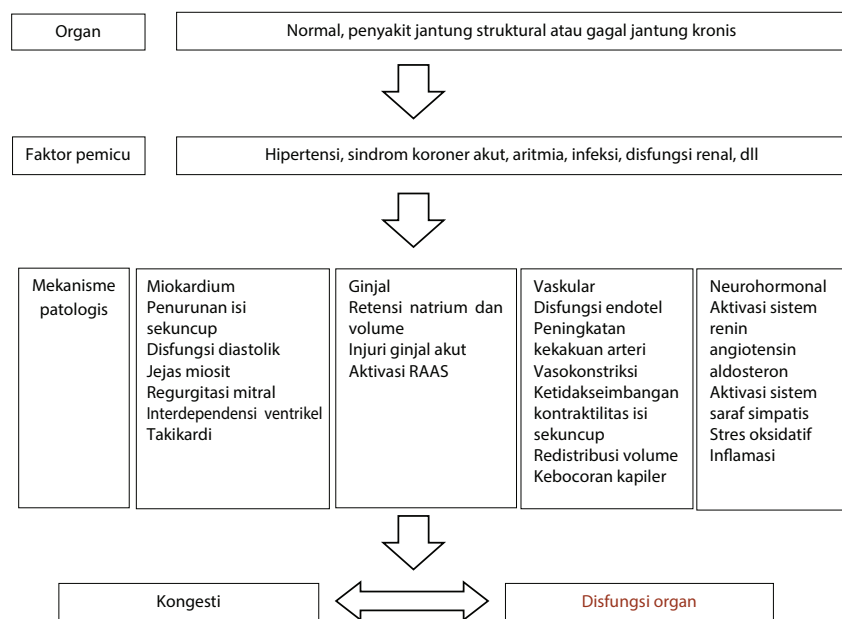 Organ
Normal, penyakit jantung struktural atau gagal jantung kronis
Faktor pemicu
Hipertensi, sindrom koroner akut, aritmia, infeksi, disfungsi renal, dll
Mekanisme
patologis
Miokardium
Penurunan isi
sekuncup
Disfungsi diastolik
Jejas miosit
Regurgitasi mitral
Interdependensi ventrikel
Takikardi
Ginjal
Retensi natrium dan
volume
Injuri ginjal akut
Aktivasi RAAS
Vaskular
Disfungsi endotel
Peningkatan
kekakuan arteri
Vasokonstriksi
Ketidakseimbangan
kontraktilitas isi
sekuncup
Redistribusi volume
Kebocoran kapiler
Neurohormonal
Aktivasi sistem
renin
angiotensin
aldosteron
Aktivasi sistem
saraf simpatis
Stres oksidatif
Inflamasi
Kongesti
Disfungsi organ